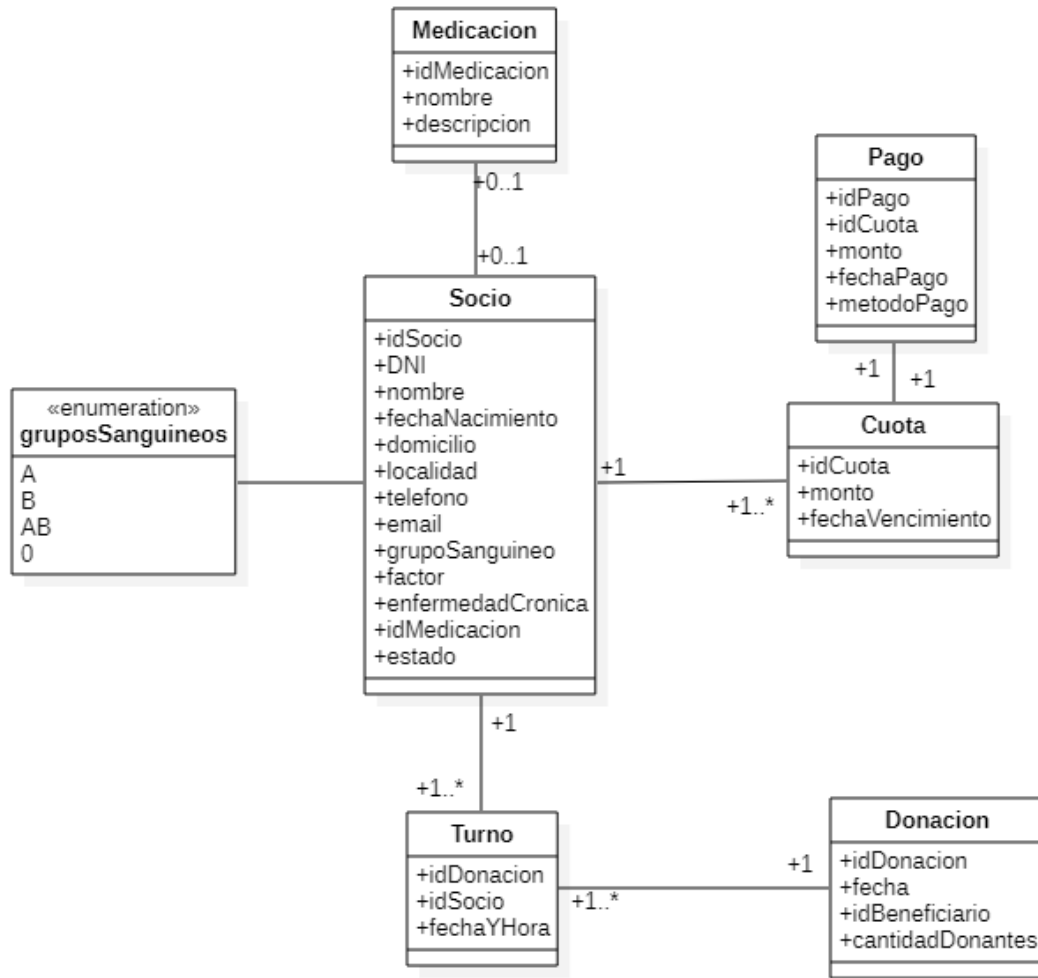 Medicacion
+idMedicacion
+nombre
+descripcion
+0..1
+0..1
Pago
+idPago
+idCuota
+monto
+fechaPago
+metodoPago
+1
+1
«enumeration»
gruposSanguineos
A
B
AB
0
Socio
+idSocio
+DNI
+nombre
+fechaNacimiento
+domicilio
+localidad
+telefono
+email
+grupoSanguineo
+factor
+enfermedadCronica
+idMedicacion
+estado
+1
+1..*
Cuota
+idCuota
+monto
+fechaVencimiento
+1
+1..*
Turno
+idDonacion
+idSocio
+fechaYHora
+1..*
+1
Donacion
+idDonacion
+fecha
+idBeneficiario
+cantidadDonantes